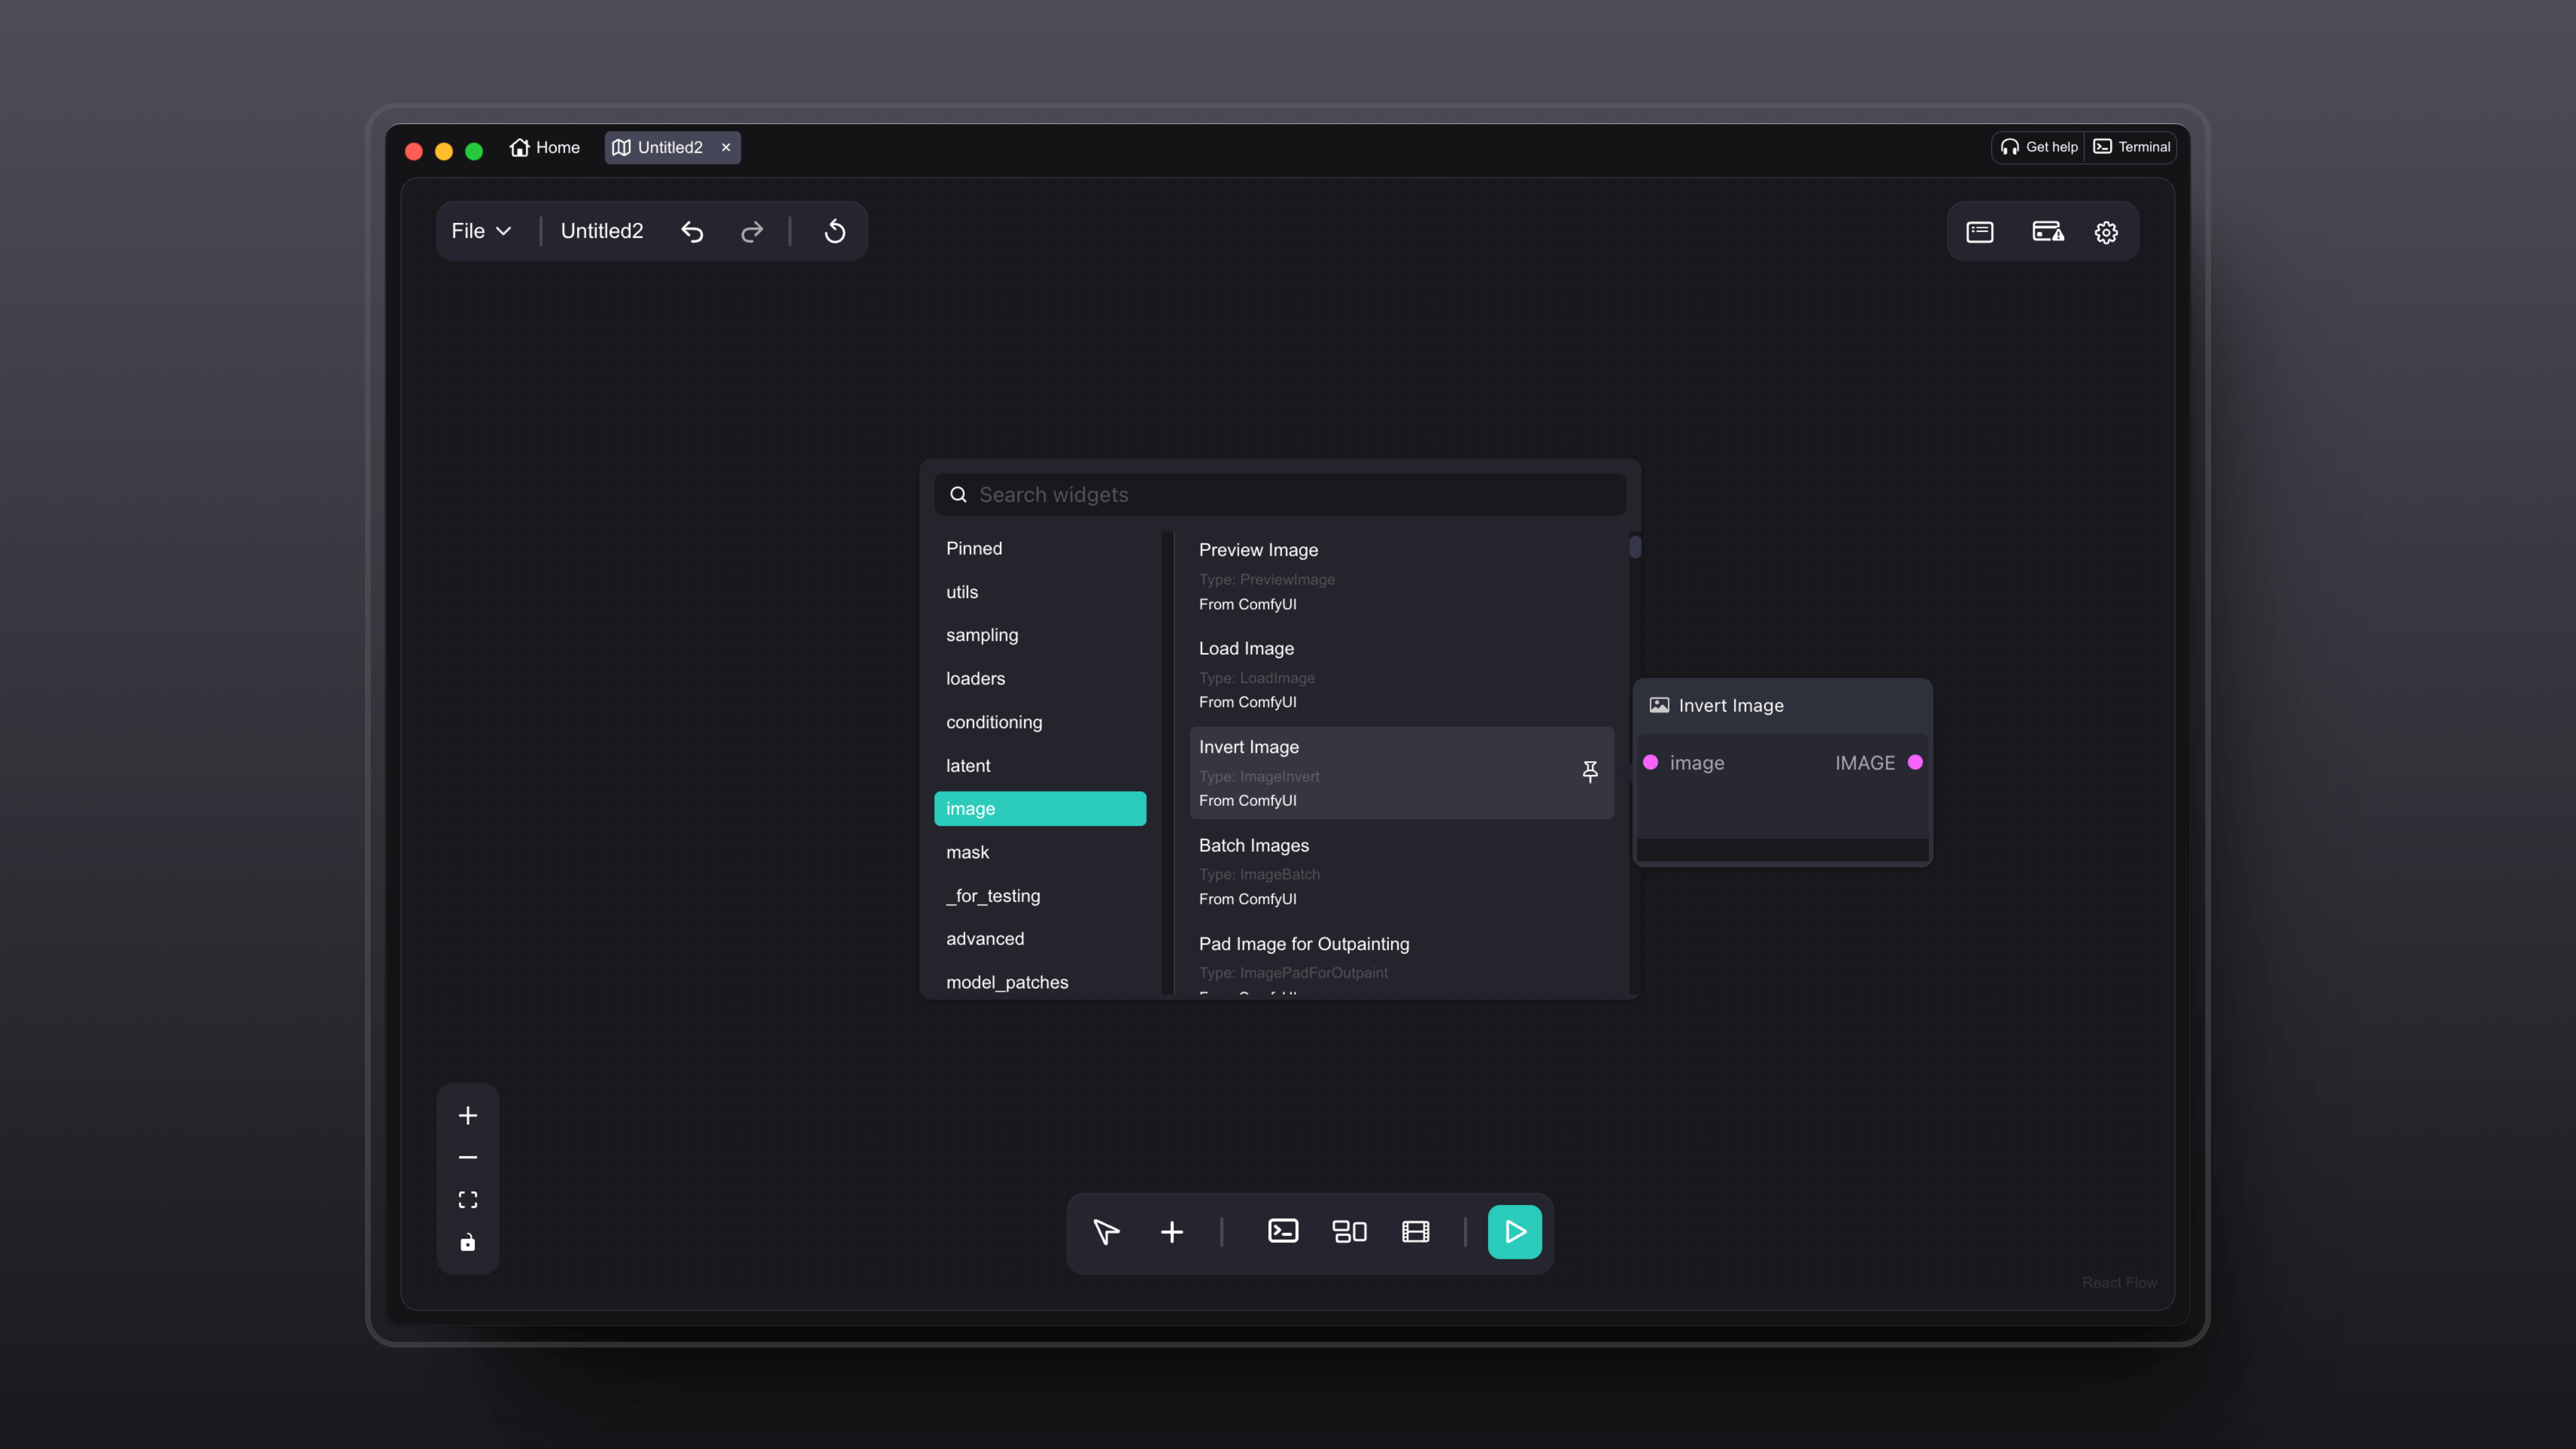 Home
Untitled2
Get help
Terminal
File
Untitled2
Search widgets
Pinned
utils
sampling
loaders
conditioning
latent
image
mask
_for_testing
advanced
model_patches
Preview Image
Type: PreviewImage
From ComfyUI
Load Image
Type: LoadImage
From ComfyUI
Invert Image
Type: ImageInvert
From ComfyUI
Batch Images
Type: ImageBatch
From ComfyUI
Pad Image for Outpainting
Type: ImagePadForOutpaint
Invert Image
image
IMAGE
React Flow